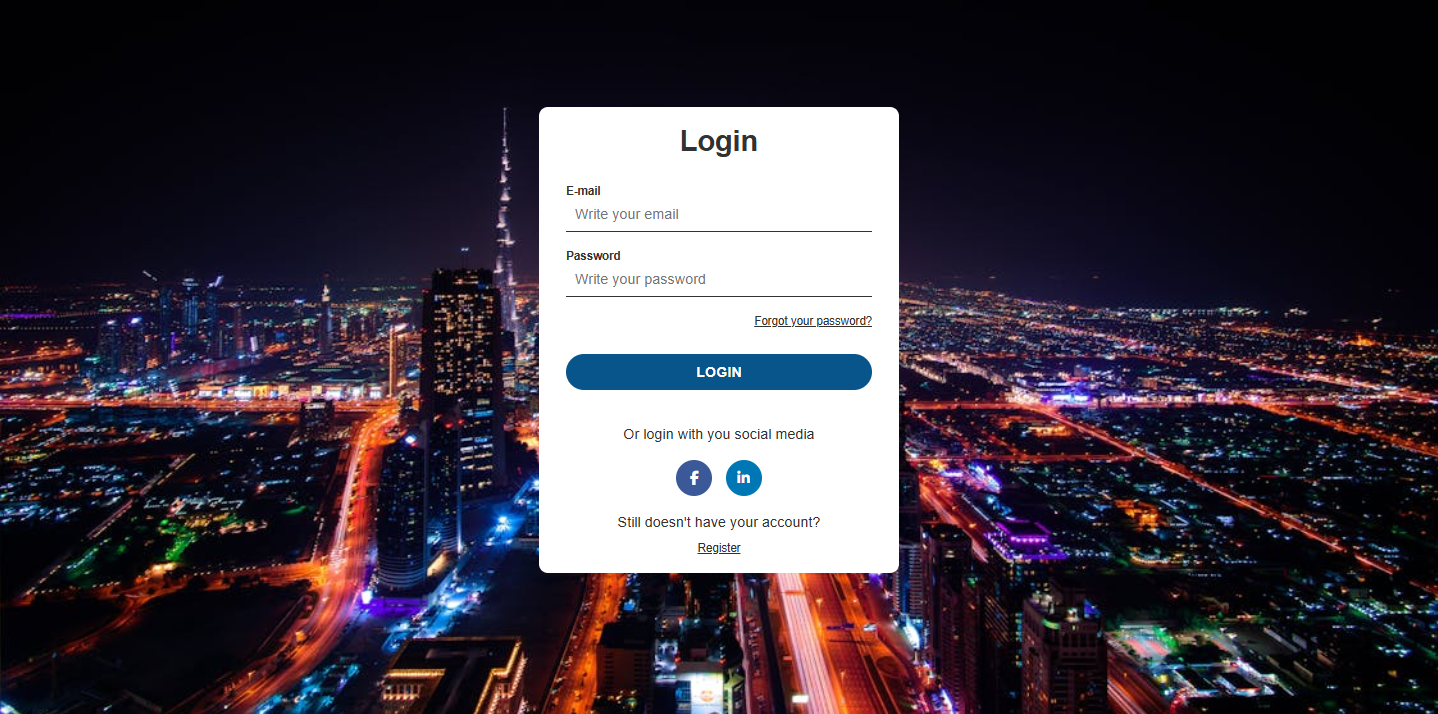 Login
E-mail
Write your email
Password
Write your password
Forgot your password?
LOGIN
Or login with you social media
f in
Still doesn't have your account?
Register